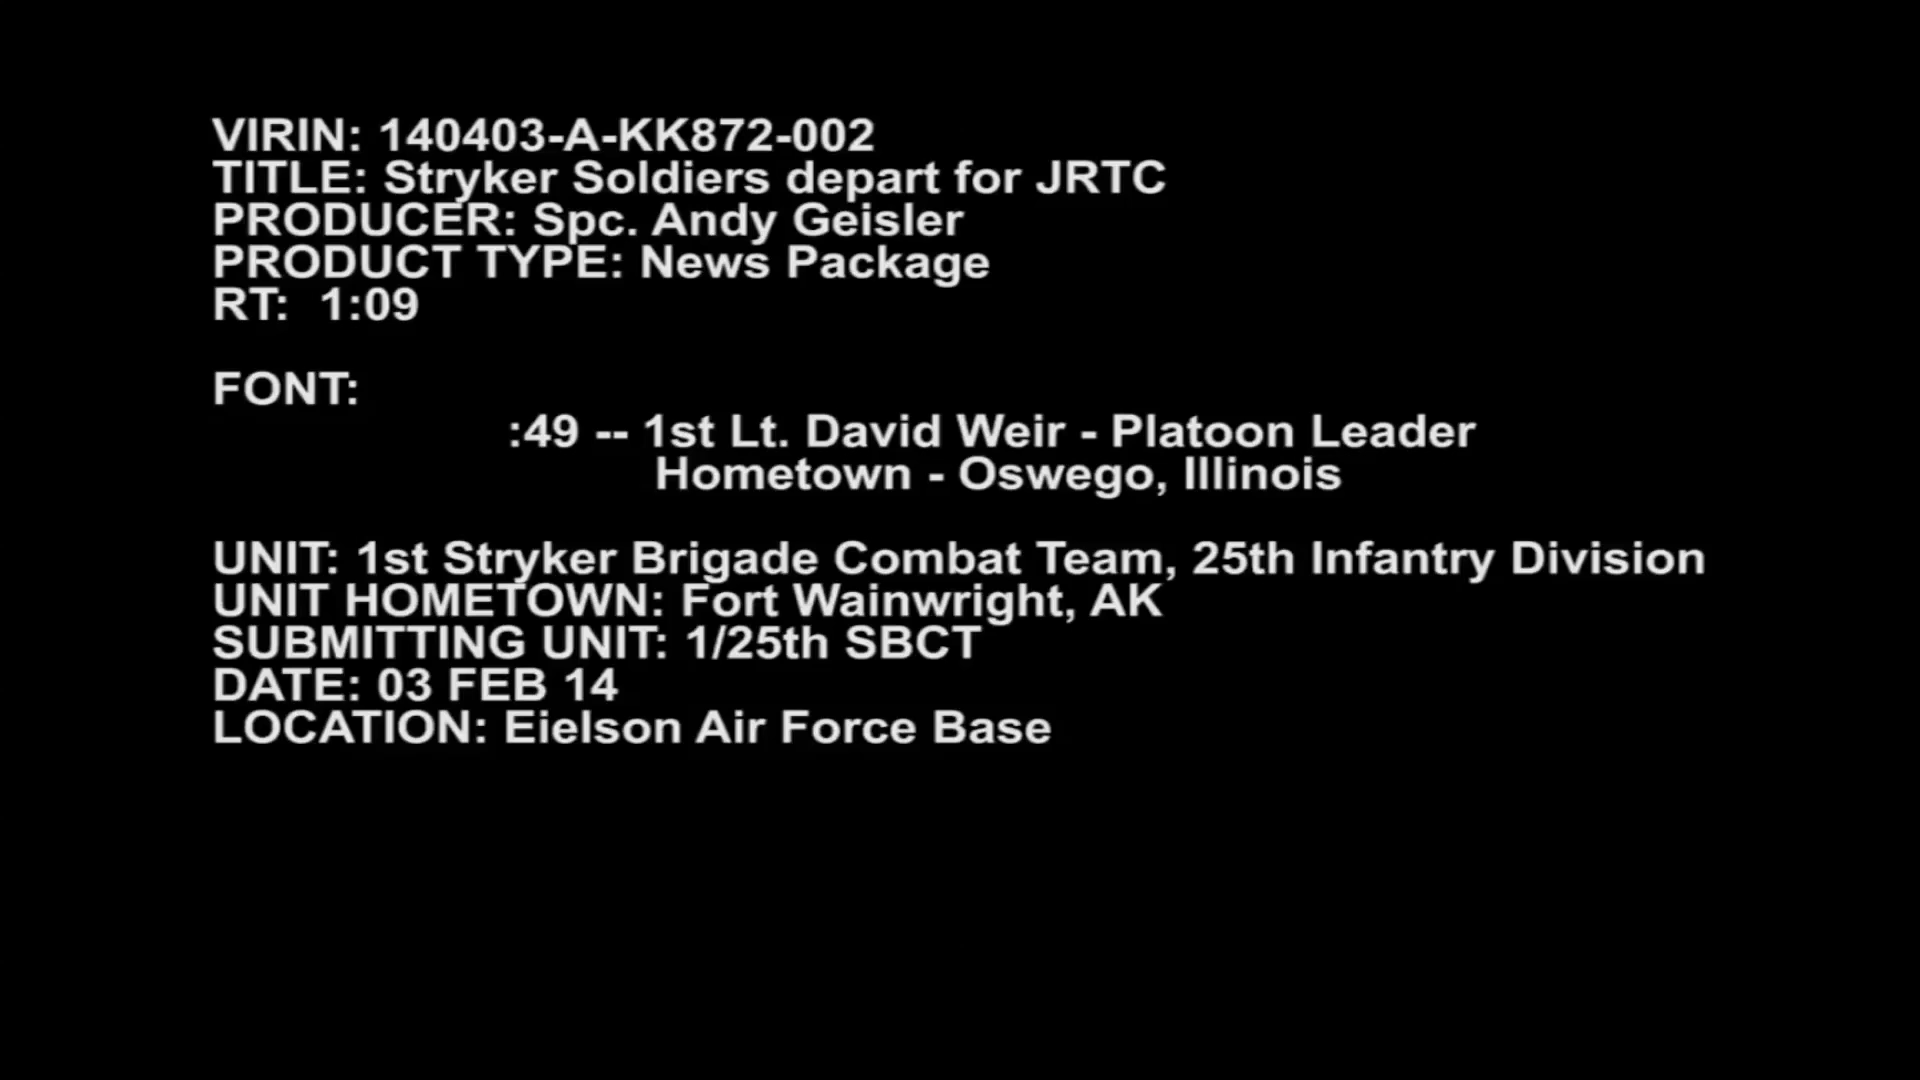 VIRIN: 140403-A-KK872-002
TITLE: Stryker Soldiers depart for JRTC
PRODUCER: Spc. Andy Geisler
PRODUCT TYPE: News Package
RT:  1:09
FONT:
:49 -- 1st Lt. David Weir - Platoon Leader
Hometown - Oswego, Illinois
UNIT: 1st Stryker Brigade Combat Team, 25th Infantry Division
UNIT HOMETOWN: Fort Wainwright, AK
SUBMITTING UNIT: 1/25th SBCT
DATE: 03 FEB 14
LOCATION: Eielson Air Force Base